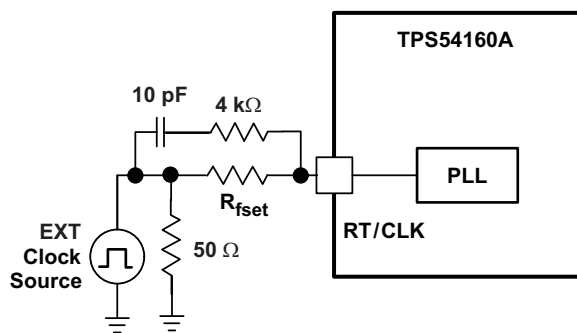 TPS54160A
10 pF
4 kΩ
PLL
Rfset
RT/CLK
EXT
Clock
Source
50 Ω